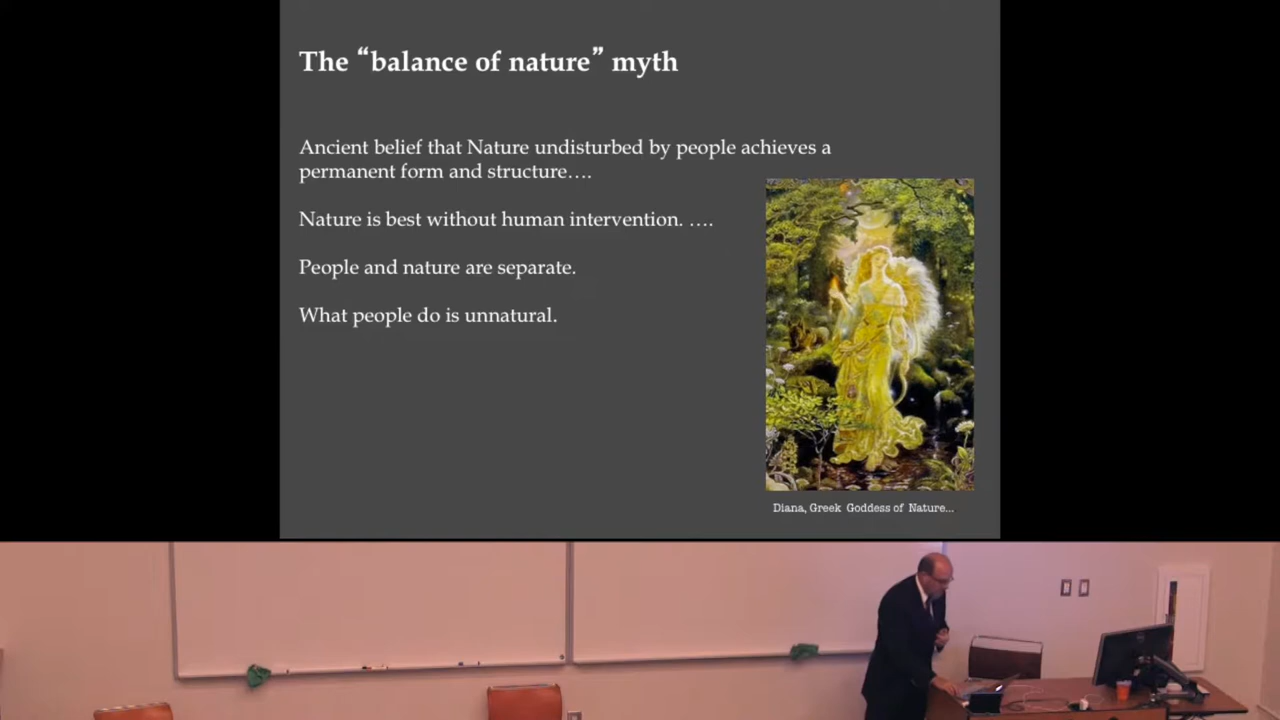 The “balance of nature” myth
Ancient belief that Nature undisturbed by people achieves a
permanent form and structure….
Nature is best without human intervention. ….
People and nature are separate.
What people do is unnatural.
Diana, Greek Goddess of Nature...